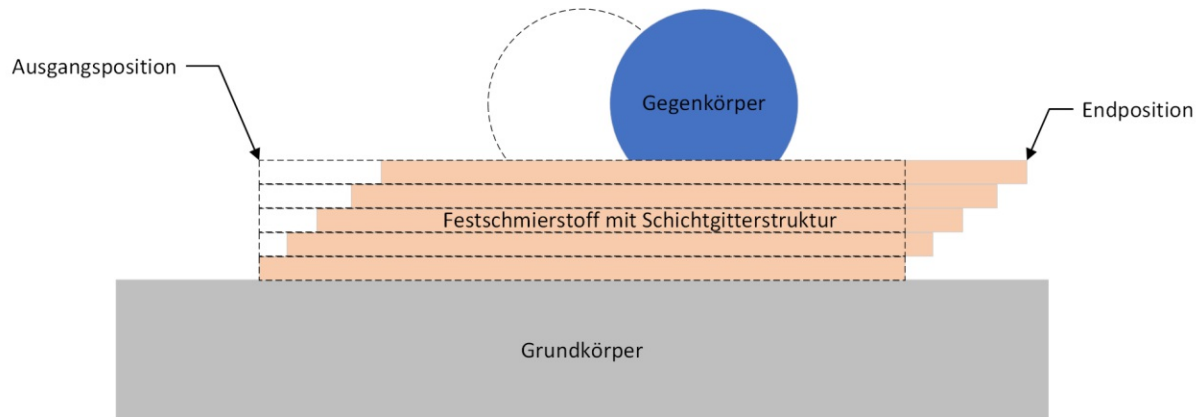 Ausgangsposition
Gegenkörper
Endposition
Festschmierstoff mit Schichtgitterstruktur
Grundkörper